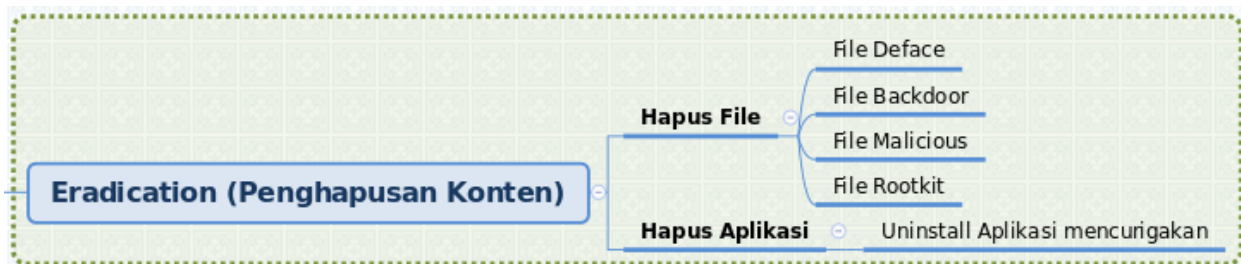 Eradication (Penghapusan Konten)
Hapus File
File Deface
File Backdoor
File Malicious
File Rootkit
Hapus Aplikasi
Uninstall Aplikasi mencurigakan